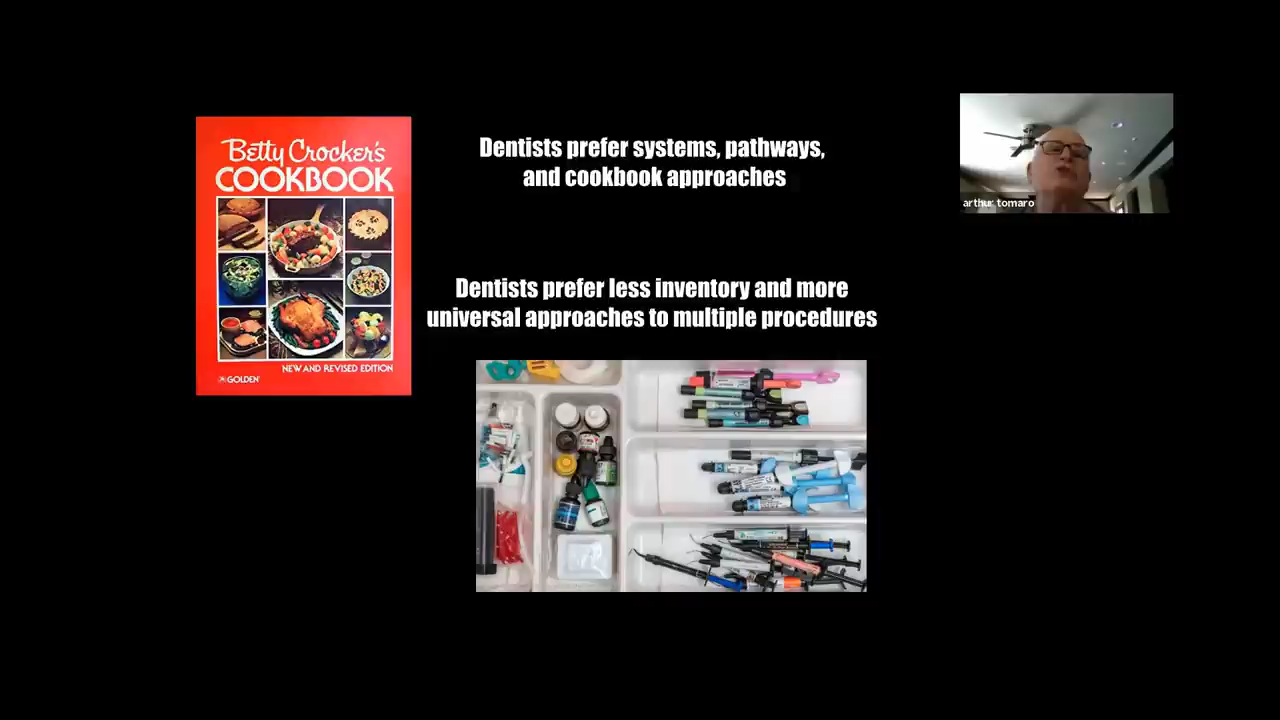 Betty Crocker's
COOKBOOK
NEW AND REVISED EDITION
GOLDEN
Dentists prefer systems, pathways,
and cookbook approaches
arthur tomaro
Dentists prefer less inventory and more
universal approaches to multiple procedures